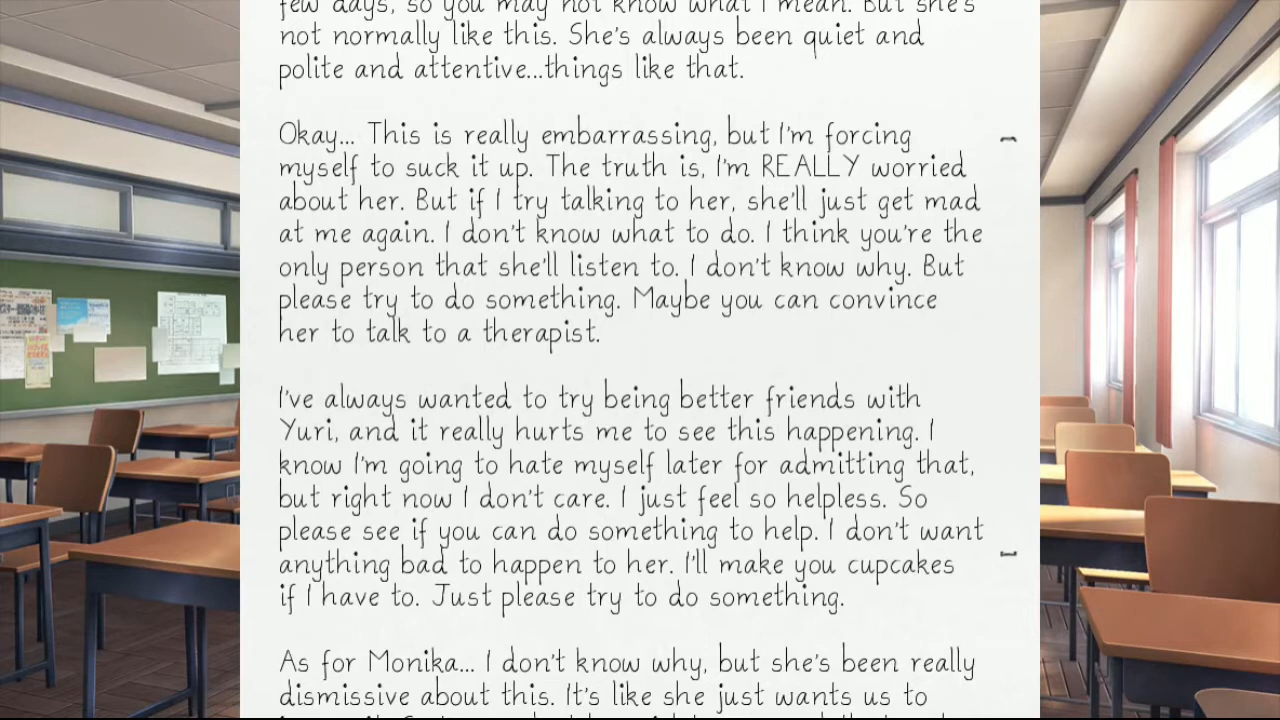 few days, so you may not know what I mean. But she's
not normally like this. She's always been quiet and
polite and attentive...things like that.
Okay... This is really embarrassing, but I'm forcing
myself to suck it up. The truth is, I'm REALLY worried
about her. But if I try talking to her, she'll just get mad
at me again. I don't know what to do. I think you're the
only person that she'll listen to. I don't know why. But
please try to do something. Maybe you can convince
her to talk to a therapist.
I've always wanted to try being better friends with
Yuri, and it really hurts me to see this happening. I
know I'm going to hate myself later for admitting that,
but right now I don't care. I just feel so helpless. So
please see if you can do something to help. I don't want
anything bad to happen to her. I'll make you cupcakes
if I have to. Just please try to do something.
As for Monika... I don't know why, but she's been really
dismissive about this. It's like she just wants us to